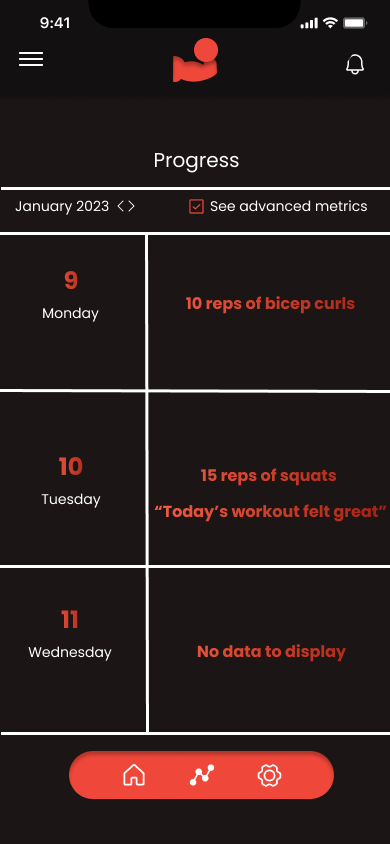 9:41
Progress
January 2023 <> See advanced metrics
9
Monday
10 reps of bicep curls
10
Tuesday
15 reps of squats
“Today’s workout felt great”
11
Wednesday
No data to display